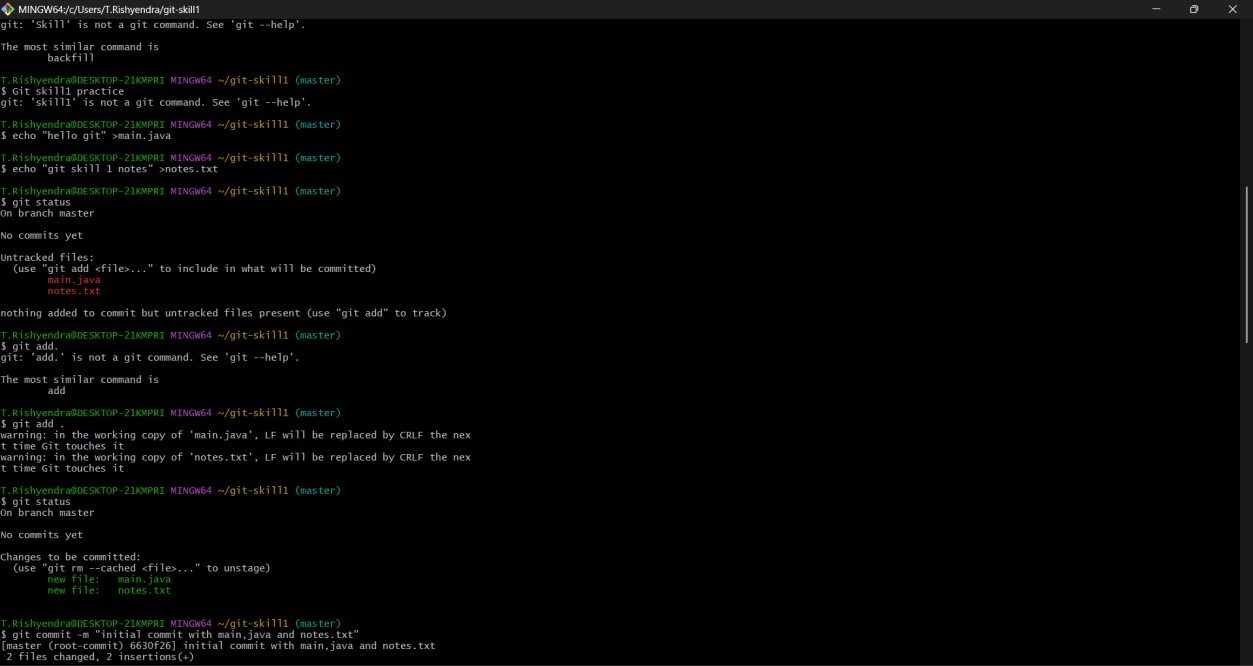 MINGW64:/c/Users/T.Rishyendra/git-skill1
git: 'Skill' is not a git command. See 'git --help'.
The most similar command is
        backfill
T.Rishyendra@DESKTOP-21KMPRI MINGW64 ~/git-skill1 (master)
$ Git skill1 practice
git: 'skill1' is not a git command. See 'git --help'.
T.Rishyendra@DESKTOP-21KMPRI MINGW64 ~/git-skill1 (master)
$ echo "hello git" >main.java
T.Rishyendra@DESKTOP-21KMPRI MINGW64 ~/git-skill1 (master)
$ echo "git skill 1 notes" >notes.txt
T.Rishyendra@DESKTOP-21KMPRI MINGW64 ~/git-skill1 (master)
$ git status
On branch master
No commits yet
Untracked files:
  (use "git add <file>..." to include in what will be committed)
        main.java
        notes.txt
nothing added to commit but untracked files present (use "git add" to track)
T.Rishyendra@DESKTOP-21KMPRI MINGW64 ~/git-skill1 (master)
$ git add.
git: 'add.' is not a git command. See 'git --help'.
The most similar command is
        add
T.Rishyendra@DESKTOP-21KMPRI MINGW64 ~/git-skill1 (master)
$ git add .
warning: in the working copy of 'main.java', LF will be replaced by CRLF the nex
t time Git touches it
warning: in the working copy of 'notes.txt', LF will be replaced by CRLF the nex
t time Git touches it
T.Rishyendra@DESKTOP-21KMPRI MINGW64 ~/git-skill1 (master)
$ git status
On branch master
No commits yet
Changes to be committed:
  (use "git rm --cached <file>..." to unstage)
        new file:   main.java
        new file:   notes.txt
T.Rishyendra@DESKTOP-21KMPRI MINGW64 ~/git-skill1 (master)
$ git commit -m "initial commit with main,java and notes.txt"
[master (root-commit) 6630f26] initial commit with main,java and notes.txt
 2 files changed, 2 insertions(+)